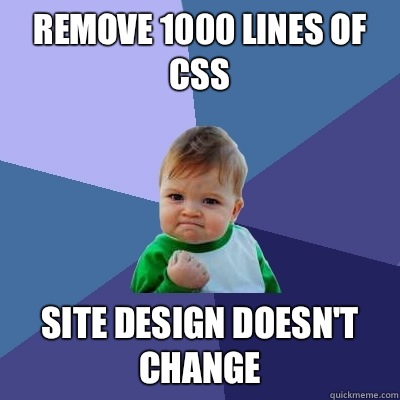 REMOVE 1000 LINES OF
CSS
SITE DESIGN DOESN'T
CHANGE
quickmeme.com